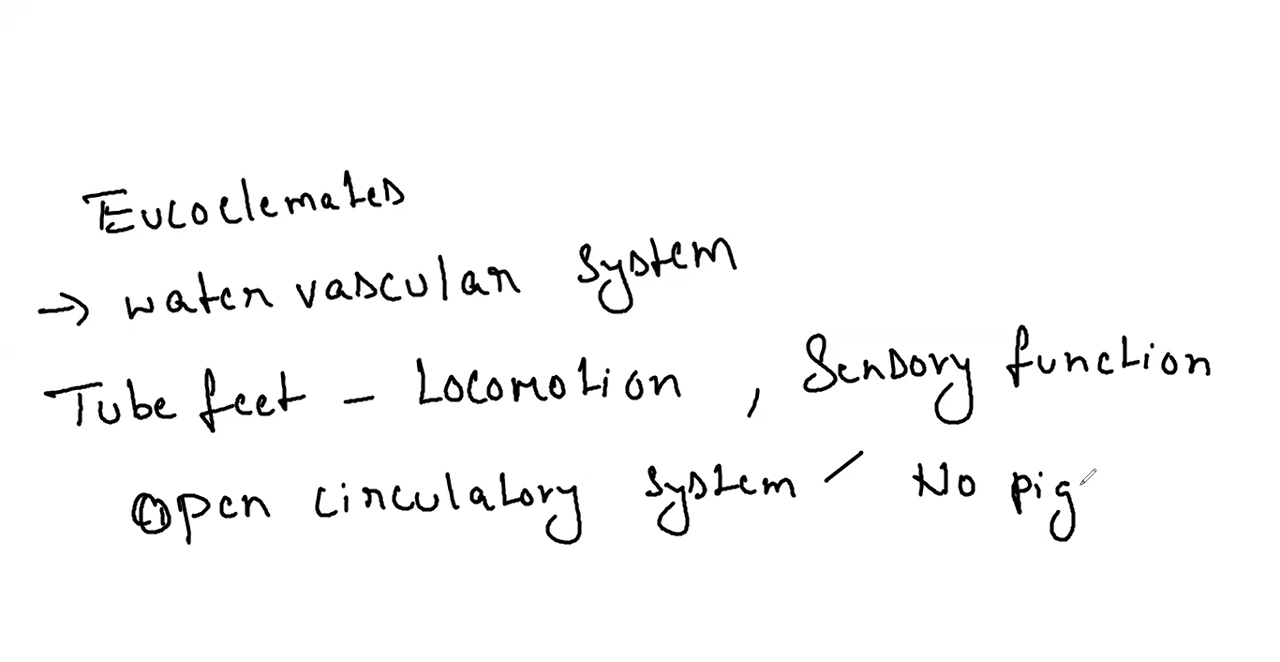 Eucoelemates
→ water vascular system
Tube feet - Locomotion , Sensory function
Open circulatory system / No pig